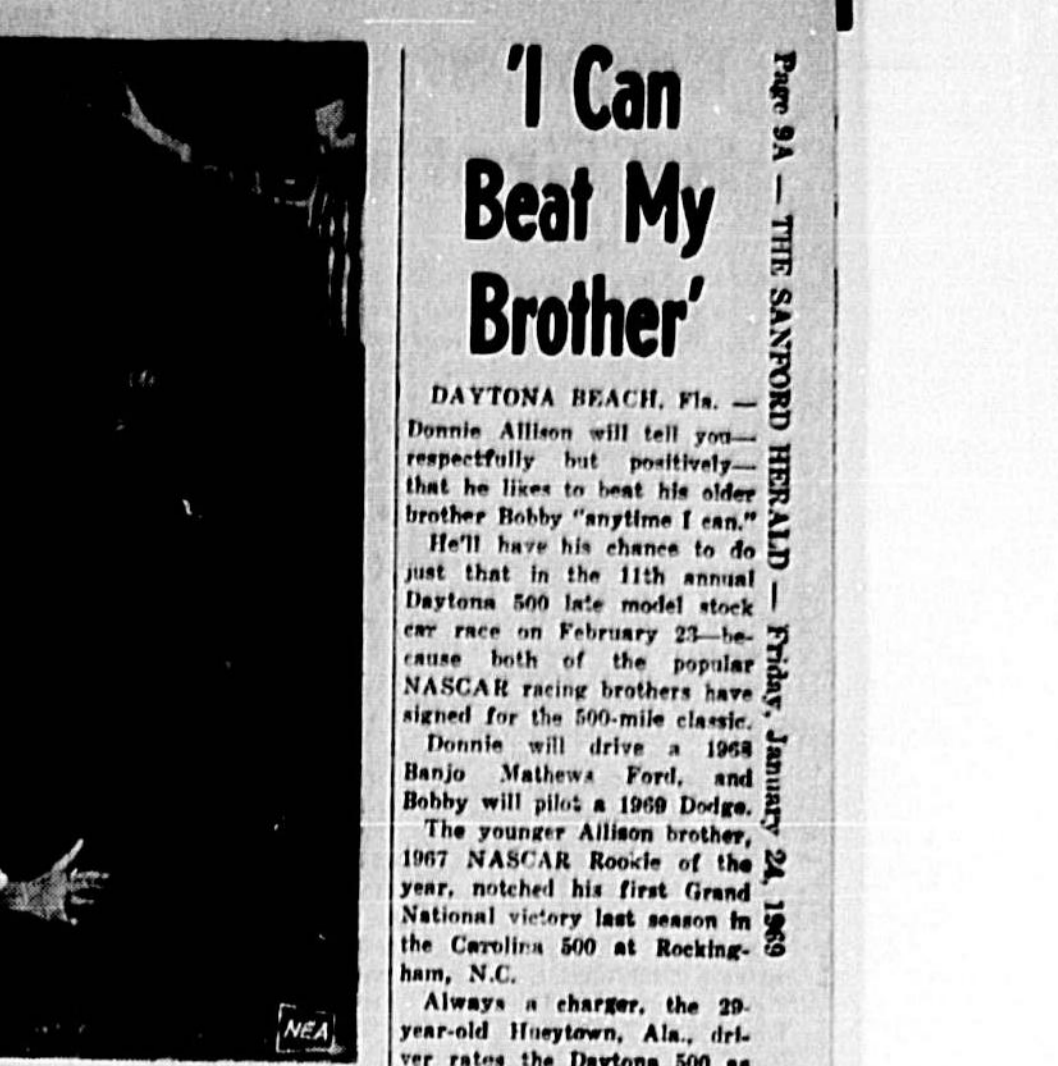 'I Can
Beat My
Brother'
DAYTONA BEACH, Fla. —
Donnie Allison will tell you—
respectfully but positively—
that he likes to beat his older
brother Bobby "anytime I can."
He'll have his chance to do
just that in the 11th annual
Daytona 500 late model stock
car race on February 23—be-
cause both of the popular
NASCAR racing brothers have
signed for the 500-mile classic.
Donnie will drive a 1968
Banjo Mathews Ford, and
Bobby will pilot a 1969 Dodge.
The younger Allison brother,
1967 NASCAR Rookie of the
year, notched his first Grand
National victory last season in
the Carolina 500 at Rocking-
ham, N.C.
Always a charger, the 29-
year-old Hueytown, Ala., dri-
ver rates the Daytona 500 as
Page 9A — THE SANFORD HERALD — Friday, January 24, 1969
NEA